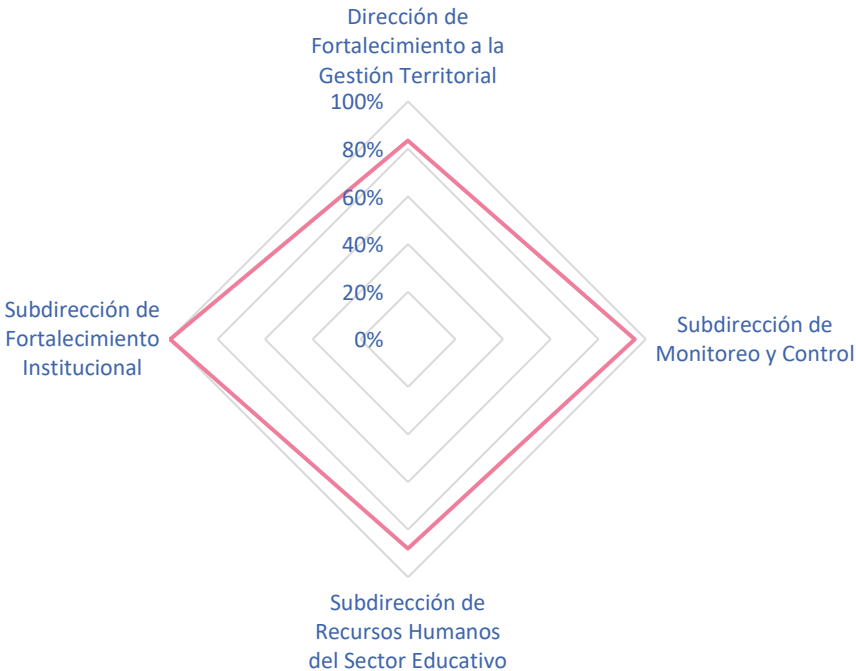 Dirección de
Fortalecimiento a la
Gestión Territorial
100%
80%
60%
40%
20%
0%
Subdirección de
Fortalecimiento
Institucional
Subdirección de
Monitoreo y Control
Subdirección de
Recursos Humanos
del Sector Educativo